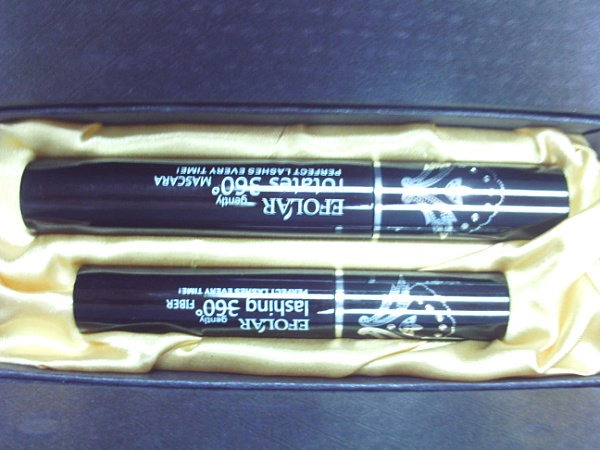 EFOLAR
gently
rotates 360°
MASCARA
PERFECT LASHES EVERY TIME!
EFOLAR
gently
lashing 360°
FIBER
PERFECT LASHES EVERY TIME!